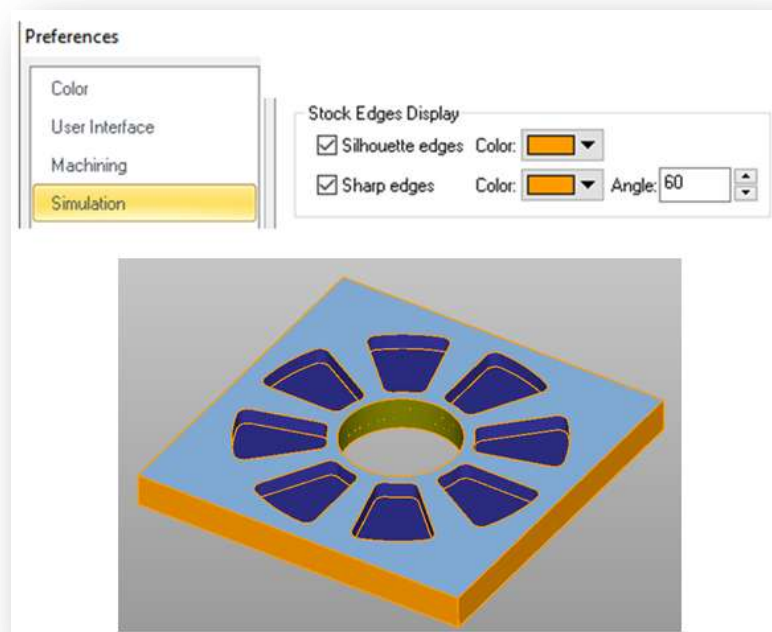 Preferences
Color
User Interface
Machining
Simulation
Stock Edges Display
Silhouette edges Color:
Sharp edges Color: Angle: 60